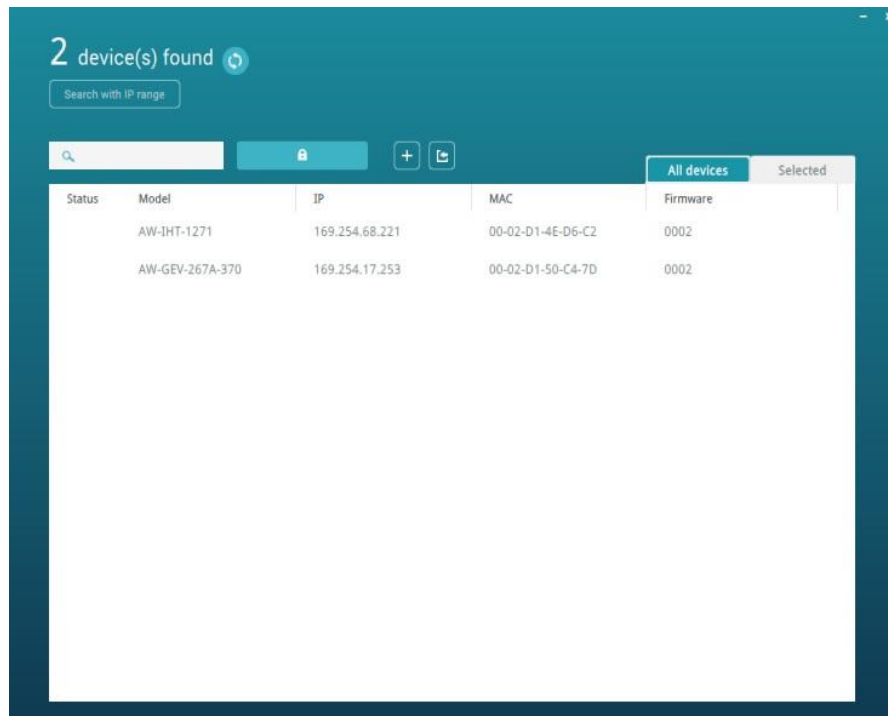 2 device(s) found
Search with IP range
All devices Selected
Status Model IP MAC Firmware
AW-IHT-1271 169.254.68.221 00-02-D1-4E-D6-C2 0002
AW-GEV-267A-370 169.254.17.253 00-02-D1-50-C4-7D 0002